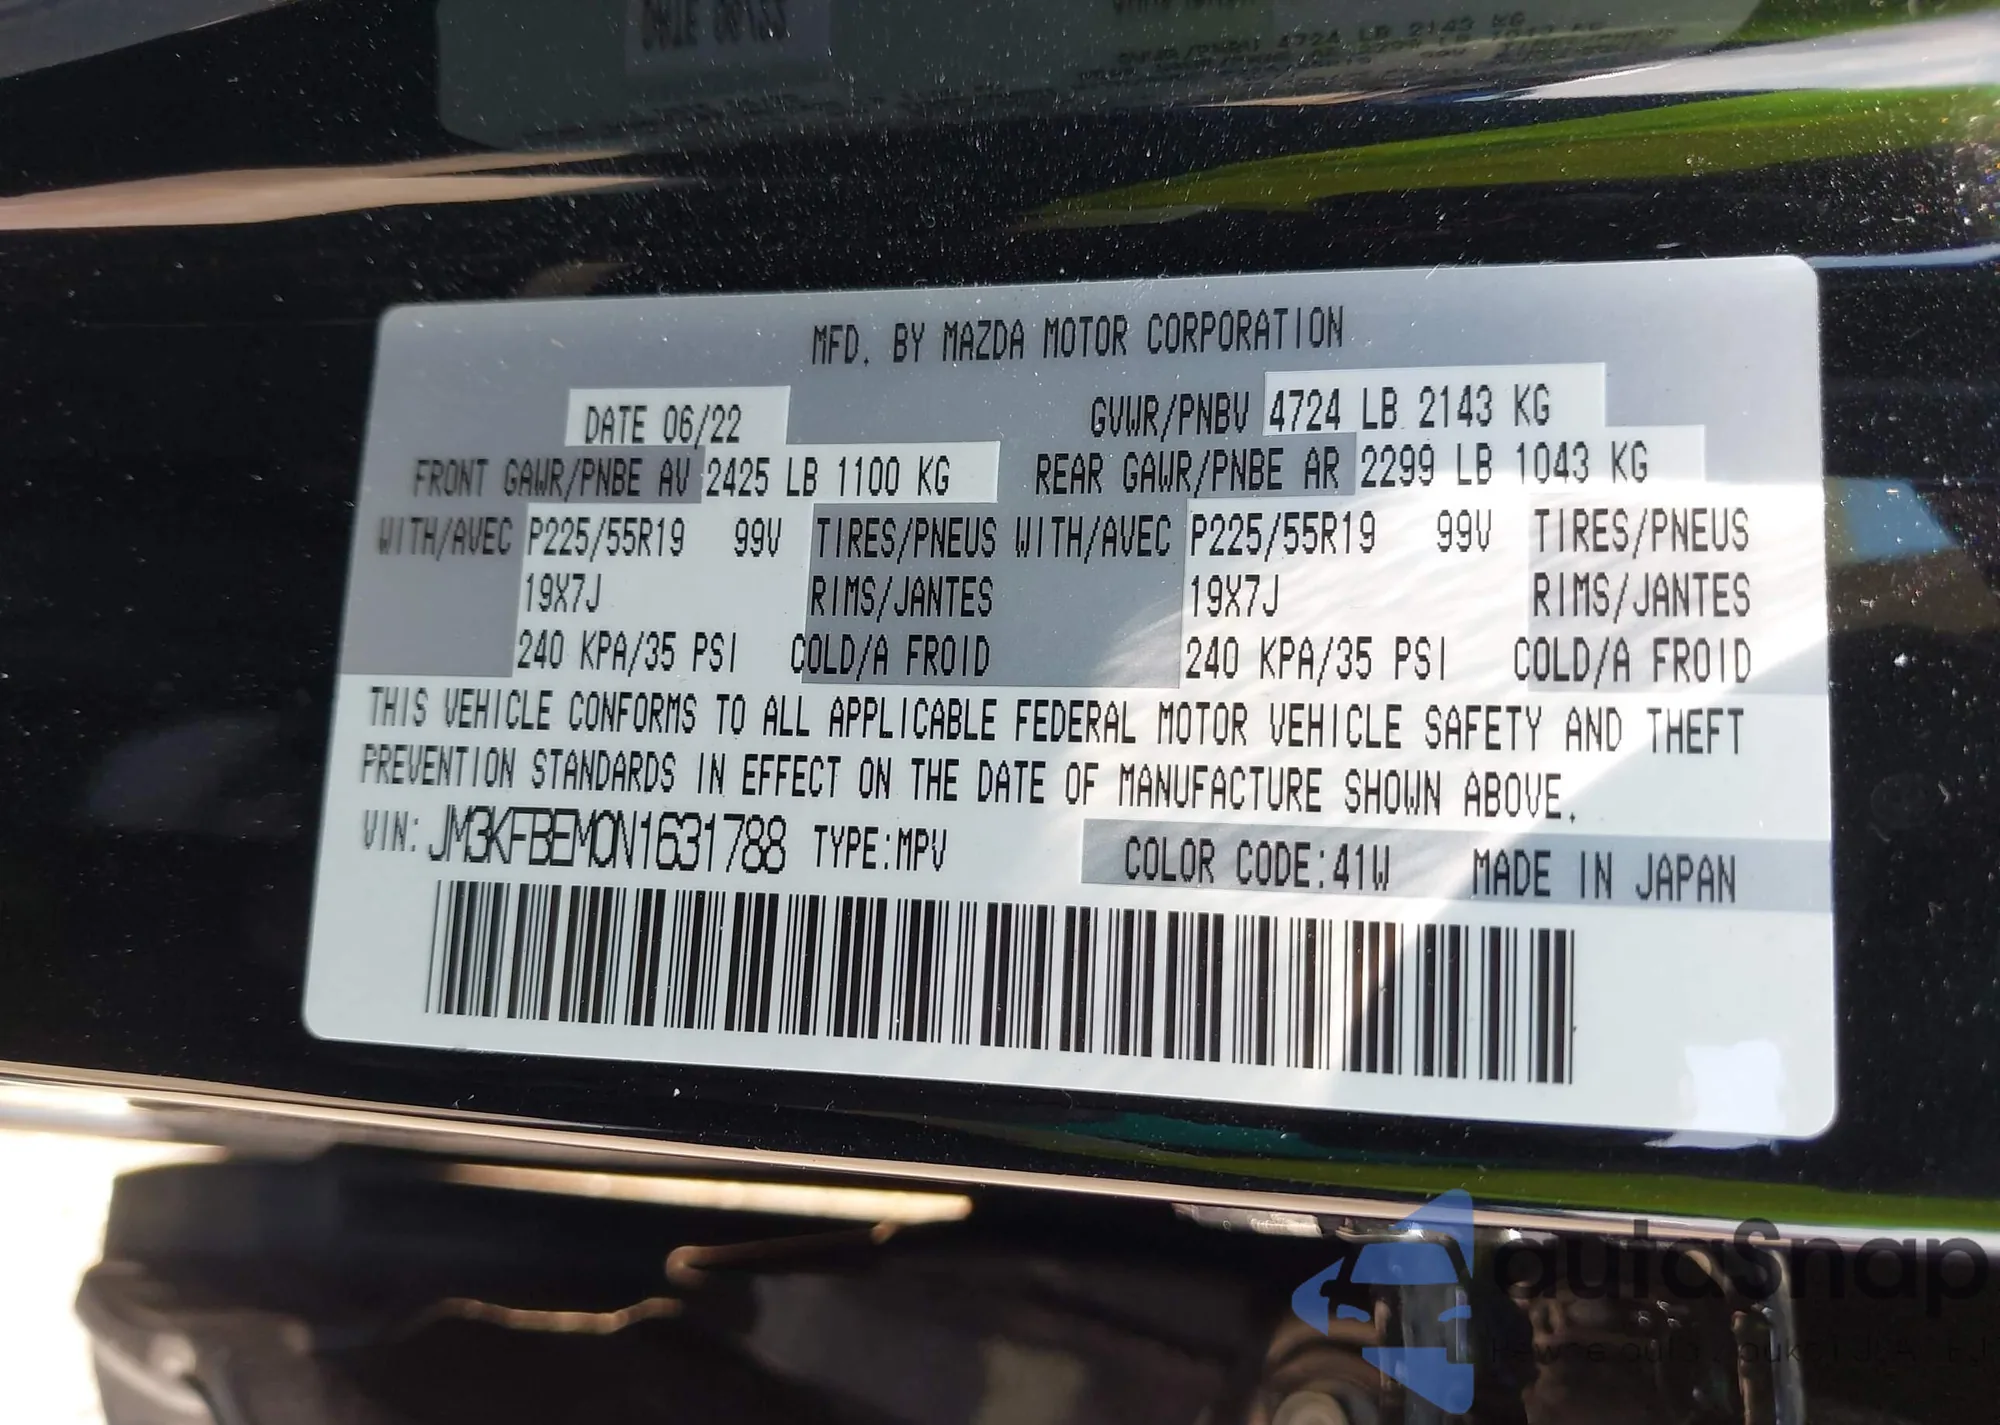 MFD. BY MAZDA MOTOR CORPORATION
DATE 06/22 GVWR/PNBV 4724 LB 2143 KG
FRONT GAWR/PNBE AV 2425 LB 1100 KG REAR GAWR/PNBE AR 2299 LB 1043 KG
WITH/AVEC P225/55R19 99V TIRES/PNEUS WITH/AVEC P225/55R19 99V TIRES/PNEUS
19X7J RIMS/JANTES 19X7J RIMS/JANTES
240 KPA/35 PSI COLD/A FROID 240 KPA/35 PSI COLD/A FROID
THIS VEHICLE CONFORMS TO ALL APPLICABLE FEDERAL MOTOR VEHICLE SAFETY AND THEFT
PREVENTION STANDARDS IN EFFECT ON THE DATE OF MANUFACTURE SHOWN ABOVE.
VIN: JM3KFBEM0N1631788 TYPE:MPV COLOR CODE:41W MADE IN JAPAN
autoSnap